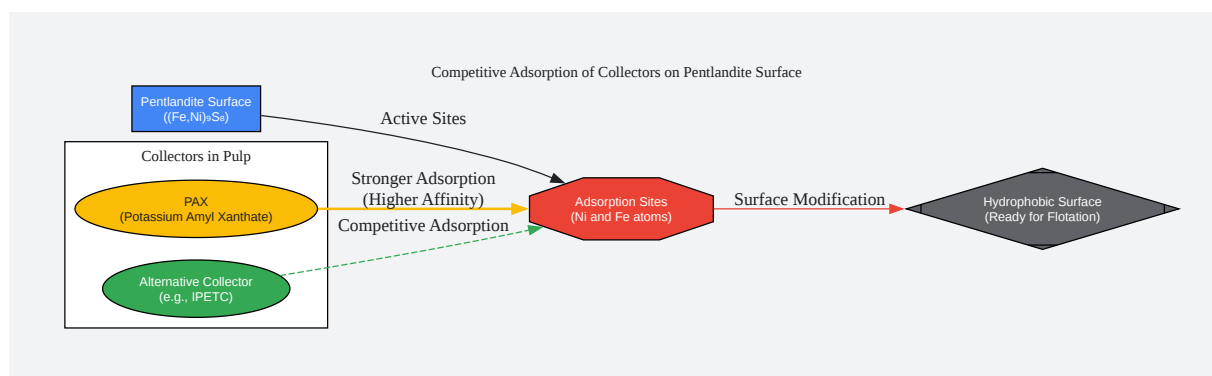 Competitive Adsorption of Collectors on Pentlandite Surface
Pentlandite Surface
((Fe,Ni)₉S₈)
Active Sites
Collectors in Pulp
PAX
(Potassium Amyl Xanthate)
Stronger Adsorption
(Higher Affinity)
Competitive Adsorption
Alternative Collector
(e.g., IPETC)
Adsorption Sites
(Ni and Fe atoms)
Surface Modification
Hydrophobic Surface
(Ready for Flotation)